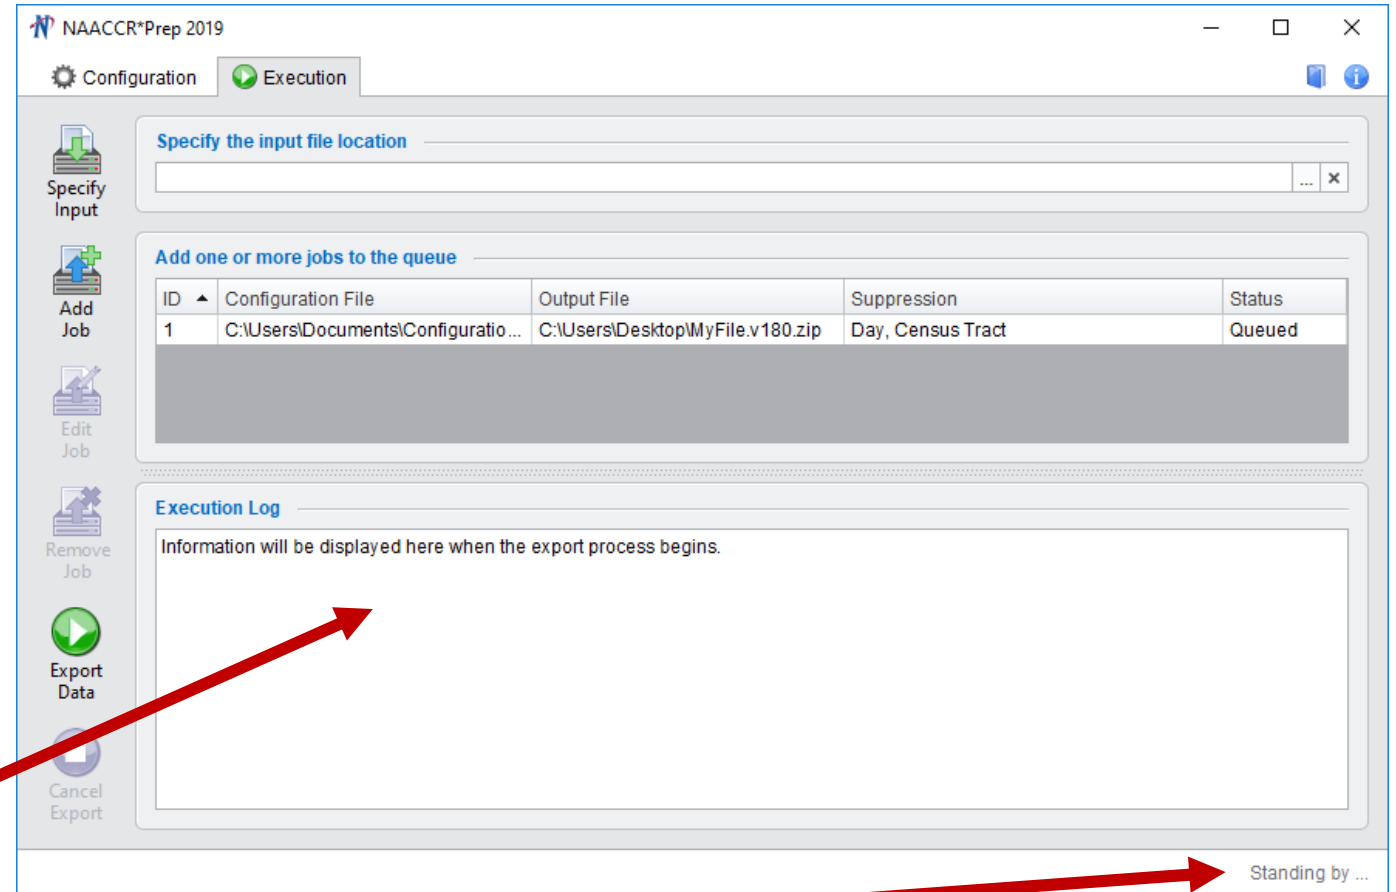 NAACCR*Prep 2019
Configuration
Execution
Specify
Input
Add
Job
Edit
Job
Remove
Job
Export
Data
Cancel
Export
Specify the input file location
...
Add one or more jobs to the queue
ID Configuration File Output File Suppression Status
1 C:\Users\Documents\Configuratio... C:\Users\Desktop\MyFile.v180.zip Day, Census Tract Queued
Execution Log
Information will be displayed here when the export process begins.
Standing by ...